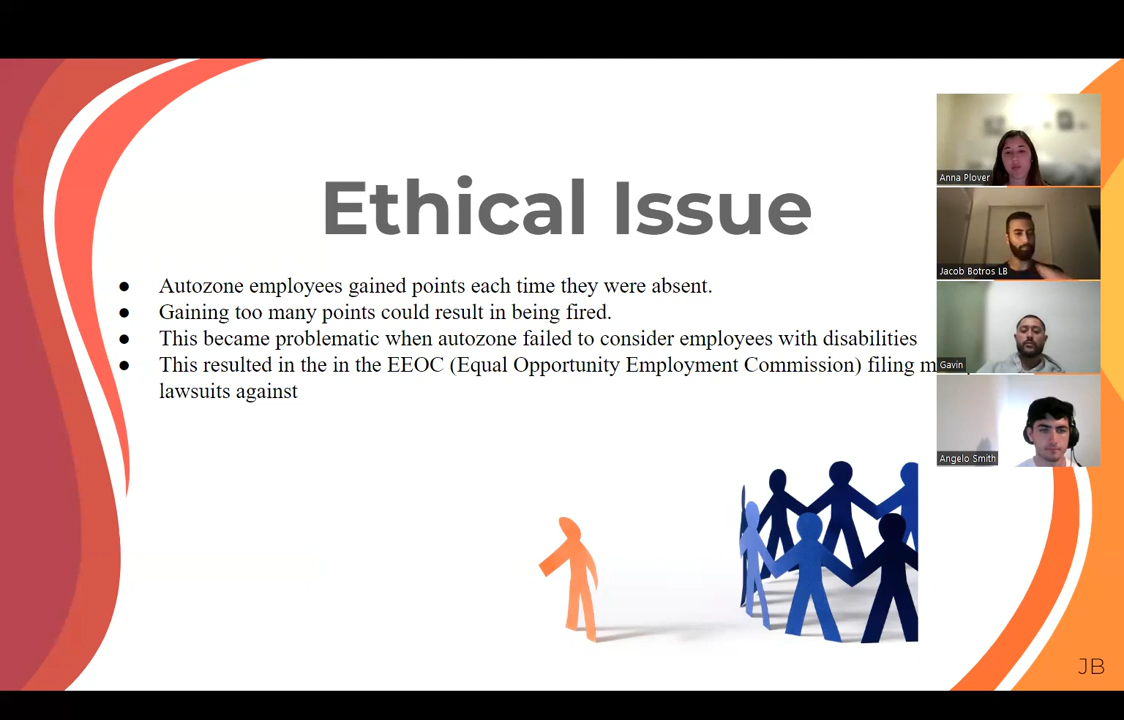 Ethical Issue
● Autozone employees gained points each time they were absent.
● Gaining too many points could result in being fired.
● This became problematic when autozone failed to consider employees with disabilities
● This resulted in the in the EEOC (Equal Opportunity Employment Commission) filing
lawsuits against
Anna Plover
Jacob Botros LB
Gavin
Angelo Smith
JB